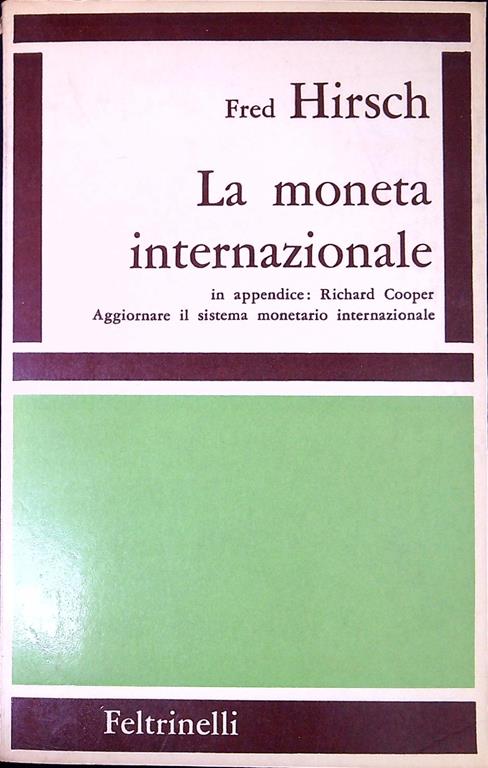 Fred Hirsch
La moneta
internazionale
in appendice: Richard Cooper
Aggiornare il sistema monetario internazionale
Feltrinelli